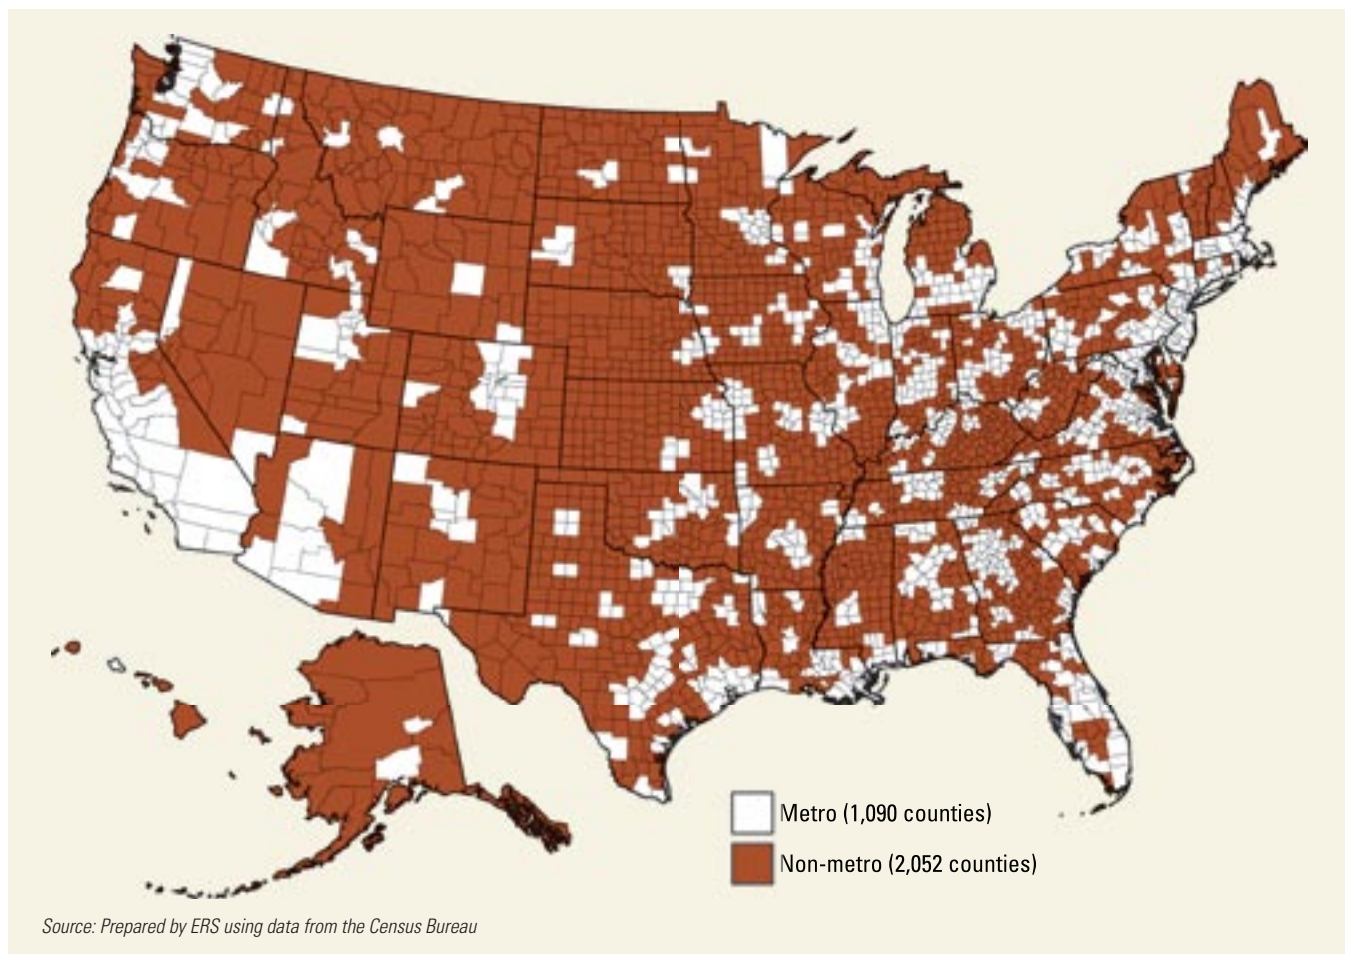 Metro (1,090 counties)
Non-metro (2,052 counties)
Source: Prepared by ERS using data from the Census Bureau